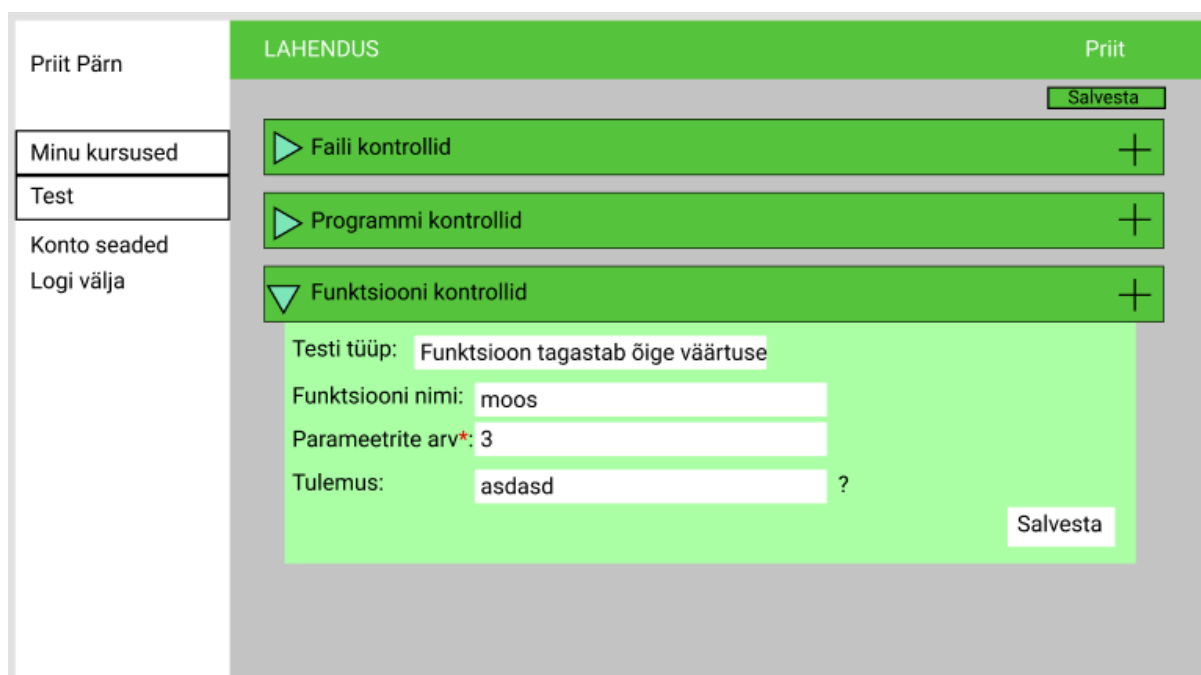 Priit Pärn
Minu kursused
Test
Konto seaded
Logi välja
LAHENDUS
Priit
Salvesta
Faili kontrollid
Programmi kontrollid
Funktsiooni kontrollid
Testi tüüp: Funktsioon tagastab õige väärtuse
Funktsiooni nimi: moos
Parameetrite arv*: 3
Tulemus: asdasd ?
Salvesta